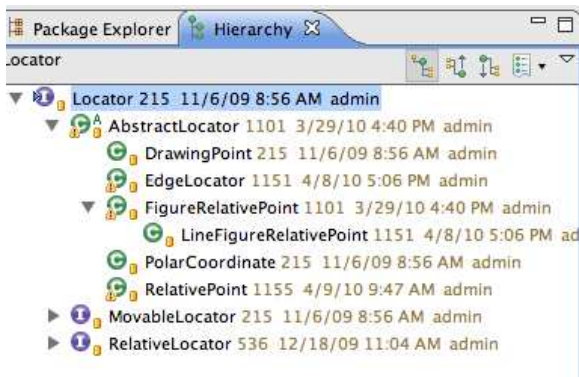 Package Explorer Hierarchy
Locator
Locator 215 11/6/09 8:56 AM admin
AbstractLocator 1101 3/29/10 4:40 PM admin
DrawingPoint 215 11/6/09 8:56 AM admin
EdgeLocator 1151 4/8/10 5:06 PM admin
FigureRelativePoint 1101 3/29/10 4:40 PM admin
LineFigureRelativePoint 1151 4/8/10 5:06 PM ad
PolarCoordinate 215 11/6/09 8:56 AM admin
RelativePoint 1155 4/9/10 9:47 AM admin
MovableLocator 215 11/6/09 8:56 AM admin
RelativeLocator 536 12/18/09 11:04 AM admin